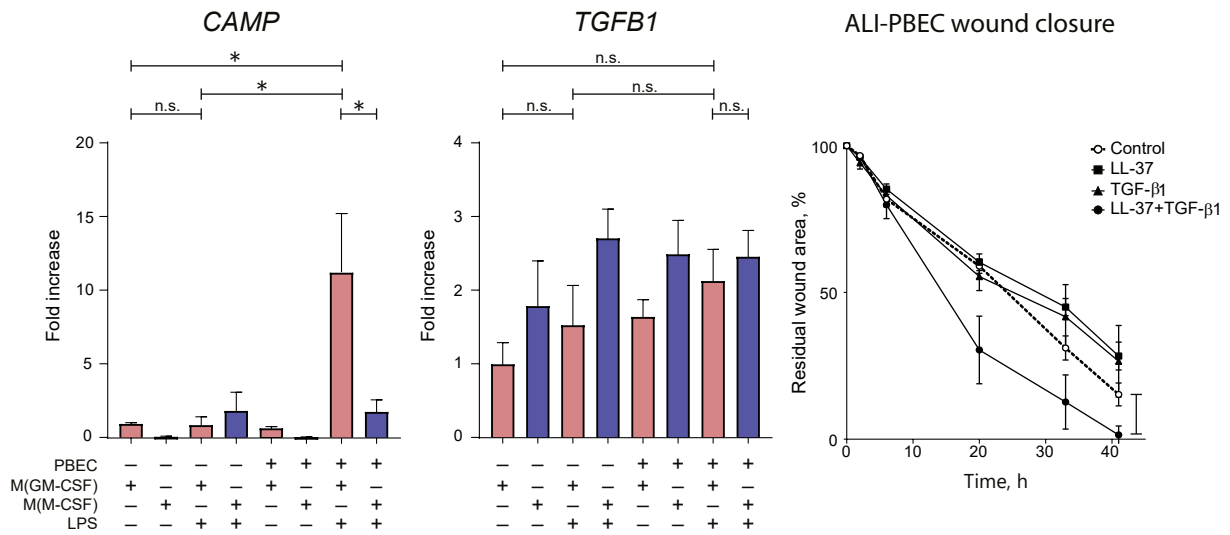 CAMP
*
*
n.s.
*
20
15
10
5
0
Fold increase
TGFB1
n.s.
n.s.
n.s.
n.s.
4
3
2
1
0
Fold increase
PBEC – – – – + + + +
M(GM-CSF) + – + – + – + –
M(M-CSF) – + – + – + – +
LPS – – + + – – + +
– – – – + + + +
+ – + – + – + –
– + – + – + – +
– – + + – – + +
ALI-PBEC wound closure
Control
LL-37
TGF-β1
LL-37+TGF-β1
100
50
0
Residual wound area, %
0 10 20 30 40
Time, h